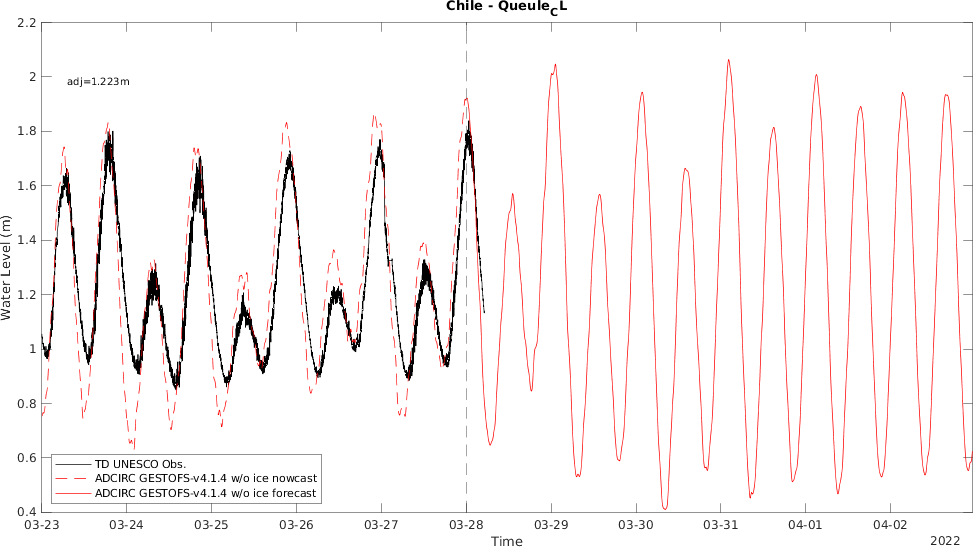 Chile - Queule_CL
2.2
2
adj=1.223m
1.8
1.6
1.4
Water Level (m)
1.2
1
0.8
0.6
TD UNESCO Obs.
ADCIRC GESTOFS-v4.1.4 w/o ice nowcast
ADCIRC GESTOFS-v4.1.4 w/o ice forecast
0.4
03-23 03-24 03-25 03-26 03-27 03-28 03-29 03-30 03-31 04-01 04-02
Time
2022